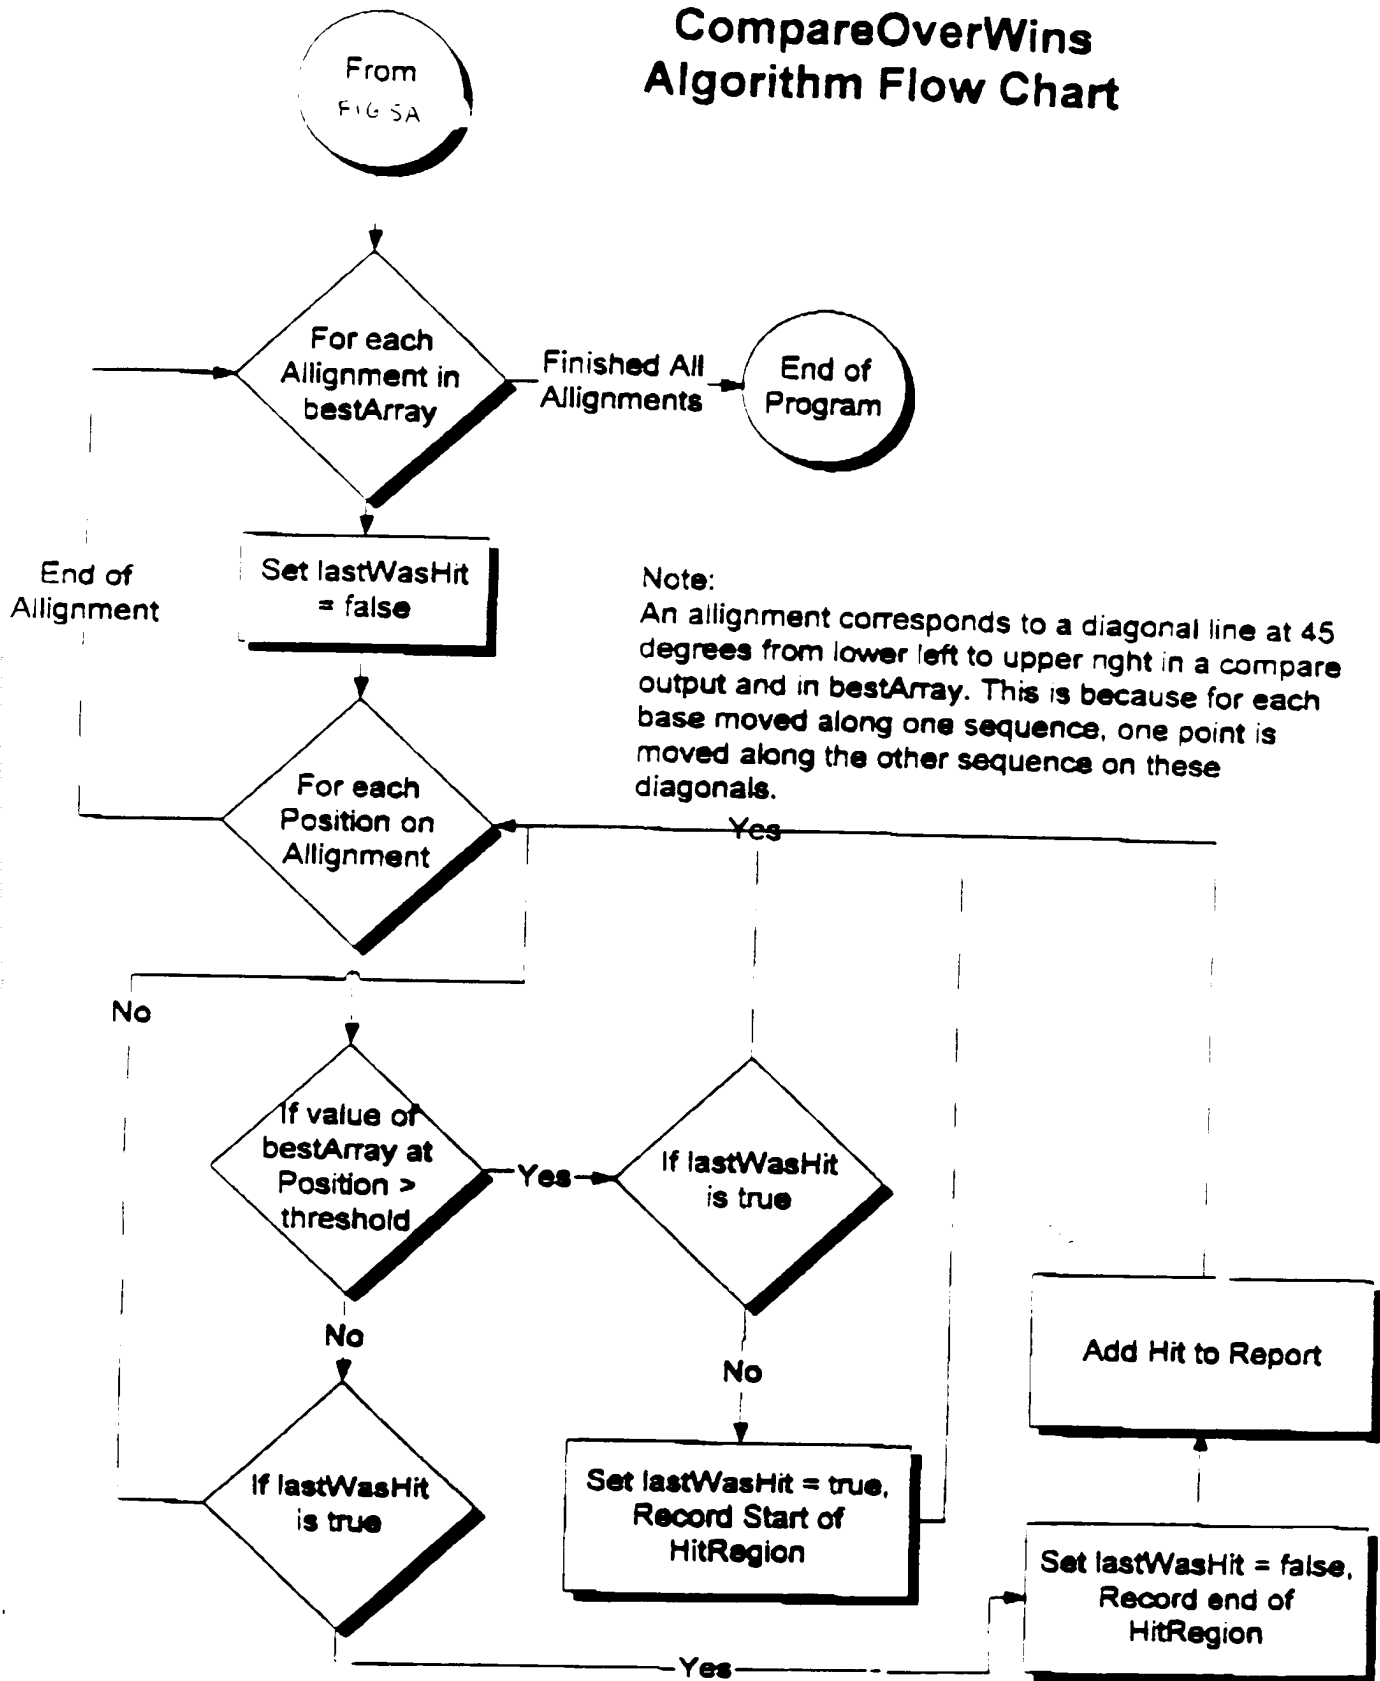 CompareOverWins
Algorithm Flow Chart
From
FIG 5A
For each
Allignment in
bestArray
Finished All
Allignments
End of
Program
End of
Allignment
Set lastWasHit
= false
Note:
An allignment corresponds to a diagonal line at 45
degrees from lower left to upper right in a compare
output and in bestArray. This is because for each
base moved along one sequence, one point is
moved along the other sequence on these
diagonals.
For each
Position on
Allignment
Yes
No
If value of
bestArray at
Position >
threshold
Yes
If lastWasHit
is true
No
No
Add Hit to Report
If lastWasHit
is true
Set lastWasHit = true,
Record Start of
HitRegion
Set lastWasHit = false,
Record end of
HitRegion
Yes